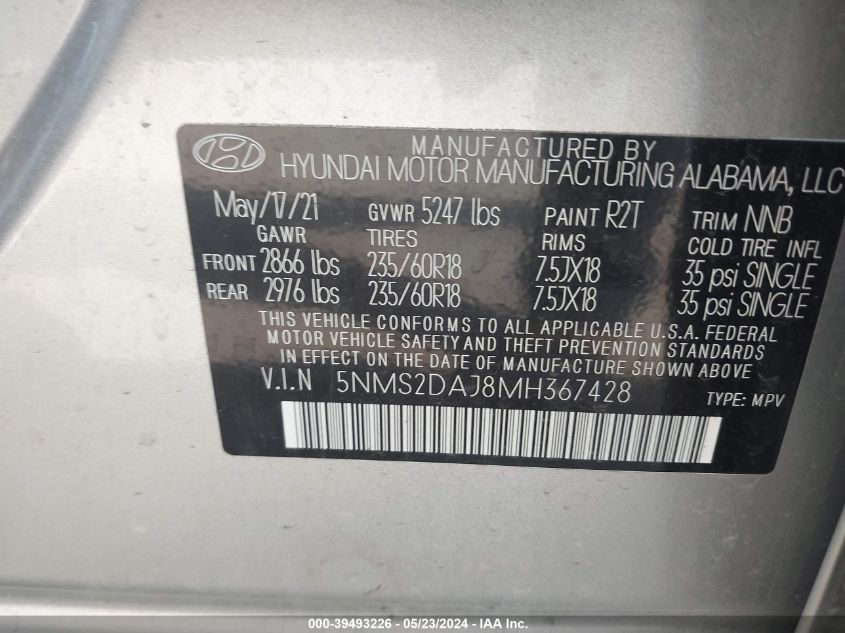 MANUFACTURED BY
HYUNDAI MOTOR MANUFACTURING ALABAMA, LLC
May/17/21 GVWR 5247 lbs PAINT R2T TRIM NNB
GAWR TIRES RIMS COLD TIRE INFL
FRONT 2866 lbs 235/60R18 7.5JX18 35 psi SINGLE
REAR 2976 lbs 235/60R18 7.5JX18 35 psi SINGLE
THIS VEHICLE CONFORMS TO ALL APPLICABLE U.S.A. FEDERAL
MOTOR VEHICLE SAFETY AND THEFT PREVENTION STANDARDS
IN EFFECT ON THE DATE OF MANUFACTURE SHOWN ABOVE
V.I.N 5NMS2DAJ8MH367428 TYPE: MPV
000-39493226 - 05/23/2024 - IAA Inc.